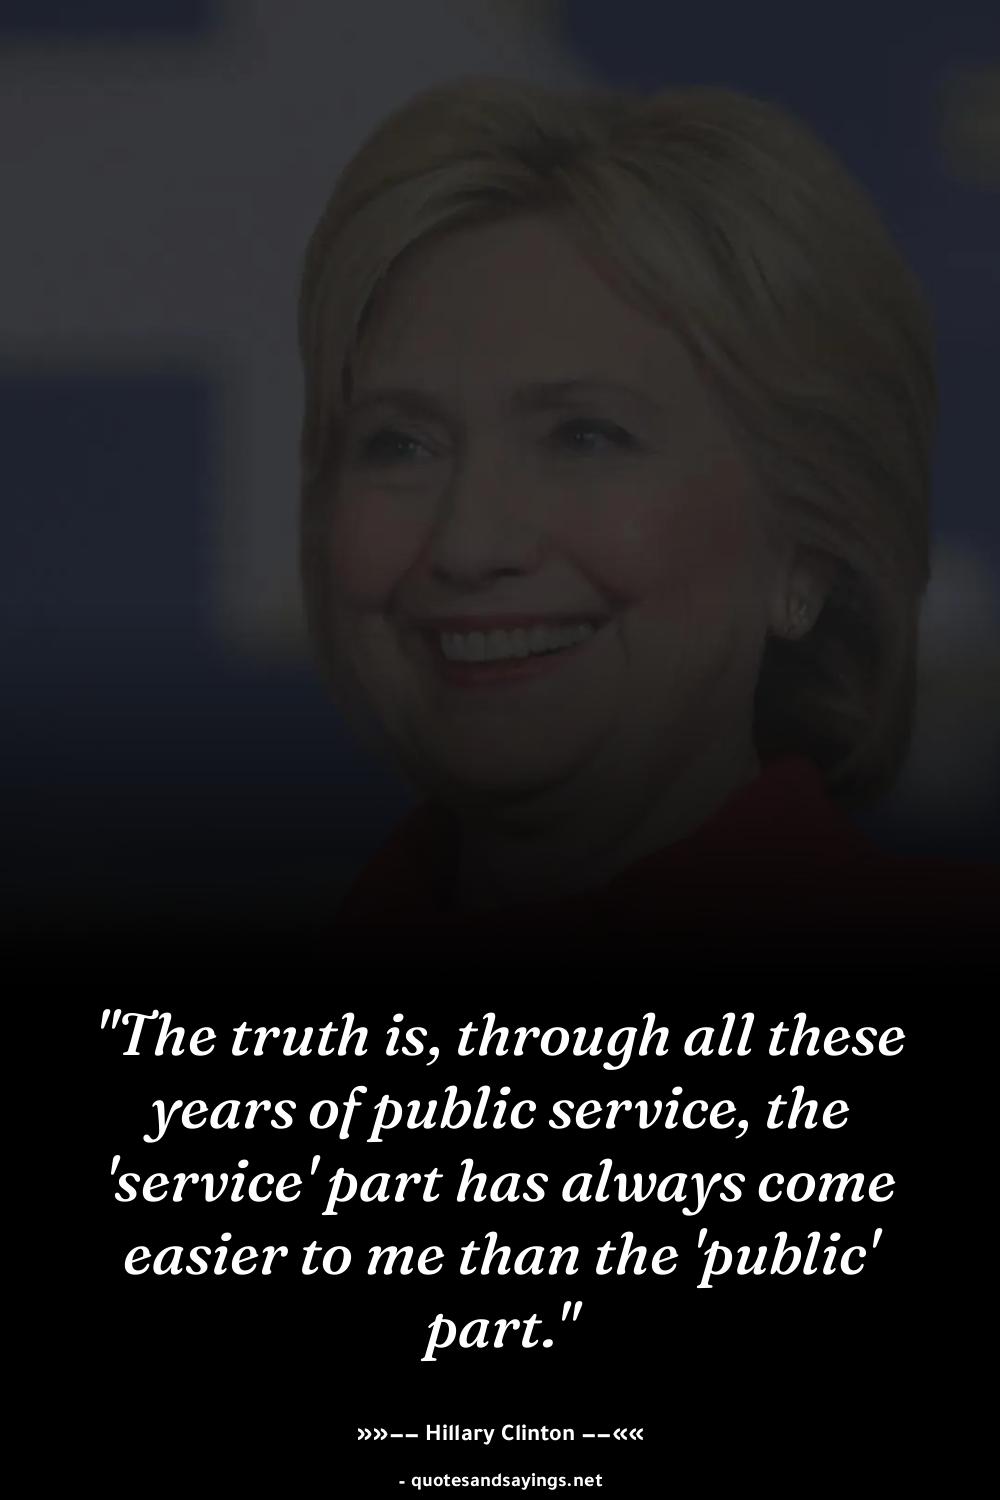 "The truth is, through all these
years of public service, the
'service' part has always come
easier to me than the 'public'
part."
»»−− Hillary Clinton −−««
- quotesandsayings.net